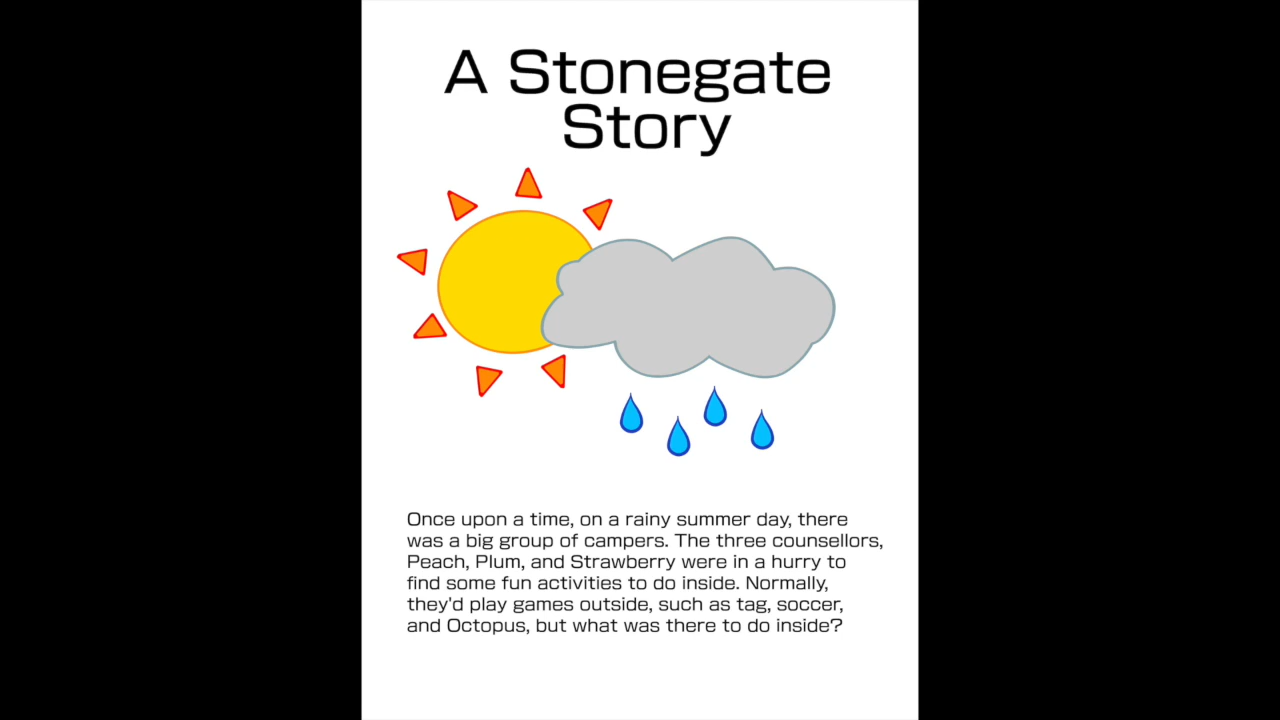 A Stonegate
Story
Once upon a time, on a rainy summer day, there
was a big group of campers. The three counsellors,
Peach, Plum, and Strawberry were in a hurry to
find some fun activities to do inside. Normally,
they'd play games outside, such as tag, soccer,
and Octopus, but what was there to do inside?